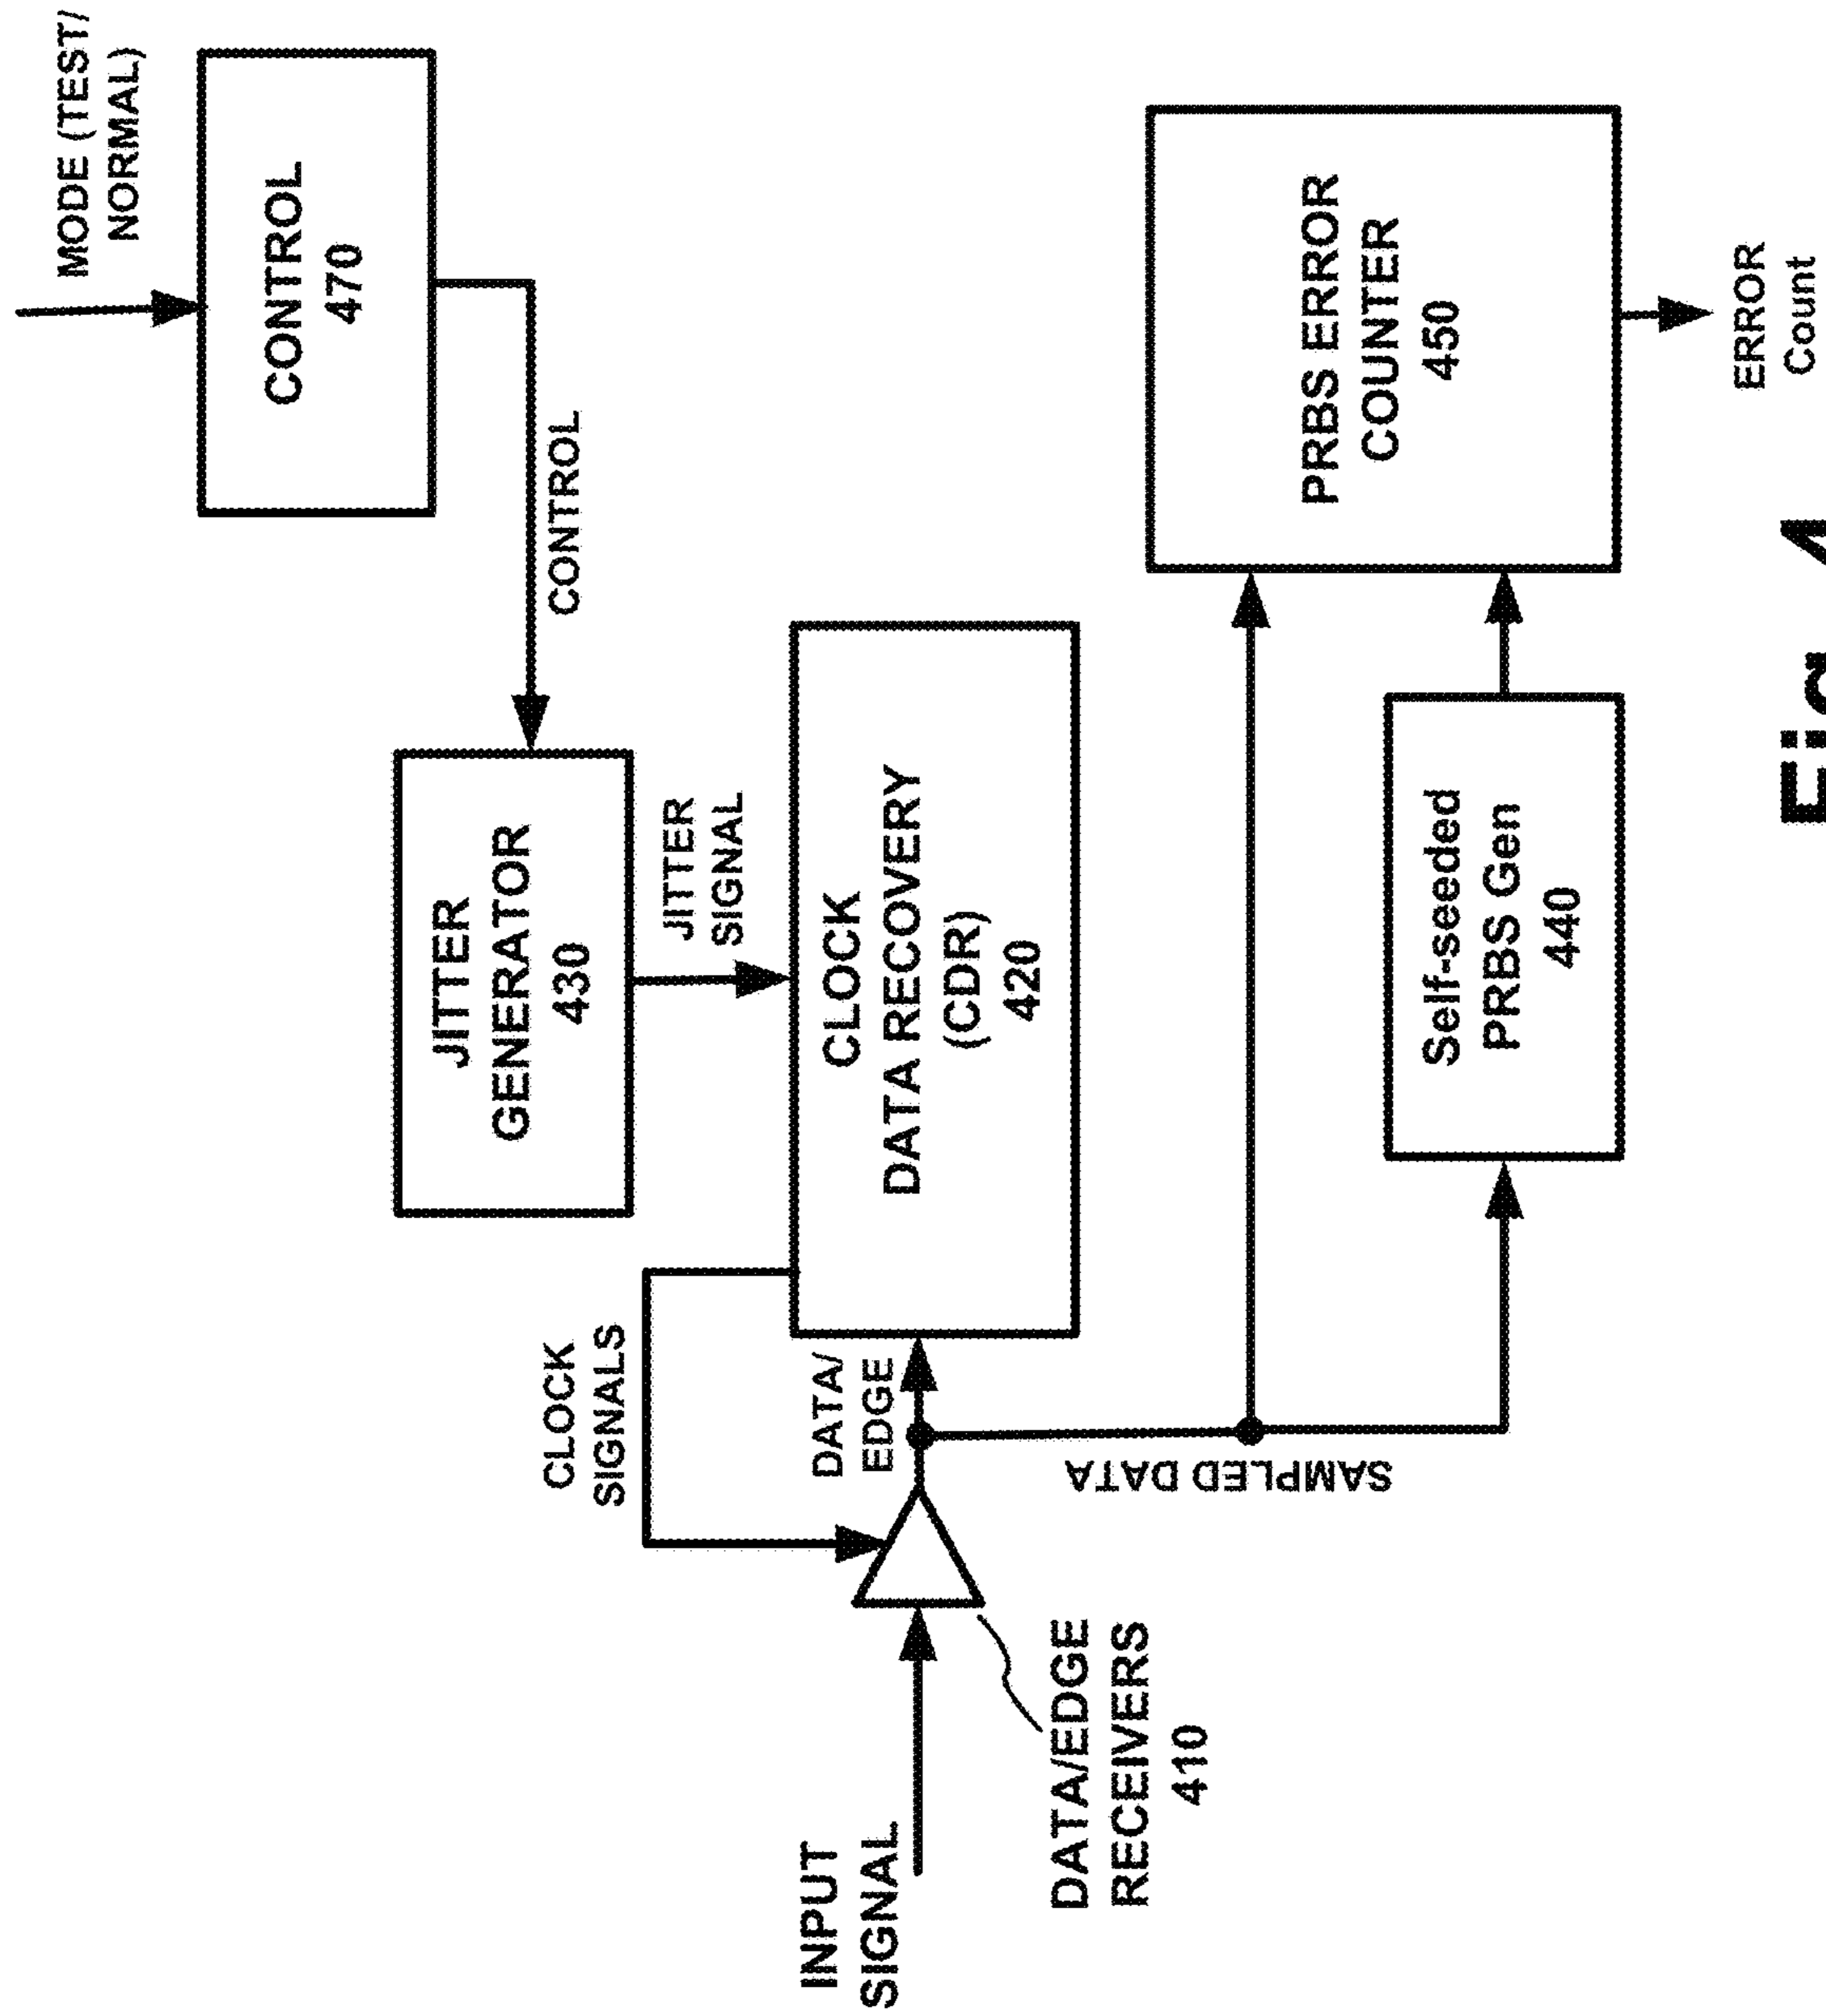 MODE (TEST/
NORMAL)
CONTROL
470
CONTROL
JITTER
GENERATOR
430
JITTER
SIGNAL
CLOCK
SIGNALS
CLOCK
DATA RECOVERY
(CDR)
420
DATA/
EDGE
INPUT
SIGNAL
DATA/EDGE
RECEIVERS
410
SAMPLED DATA
PRBS ERROR
COUNTER
450
Self-seeded
PRBS Gen
440
ERROR
Count
Fig. 4